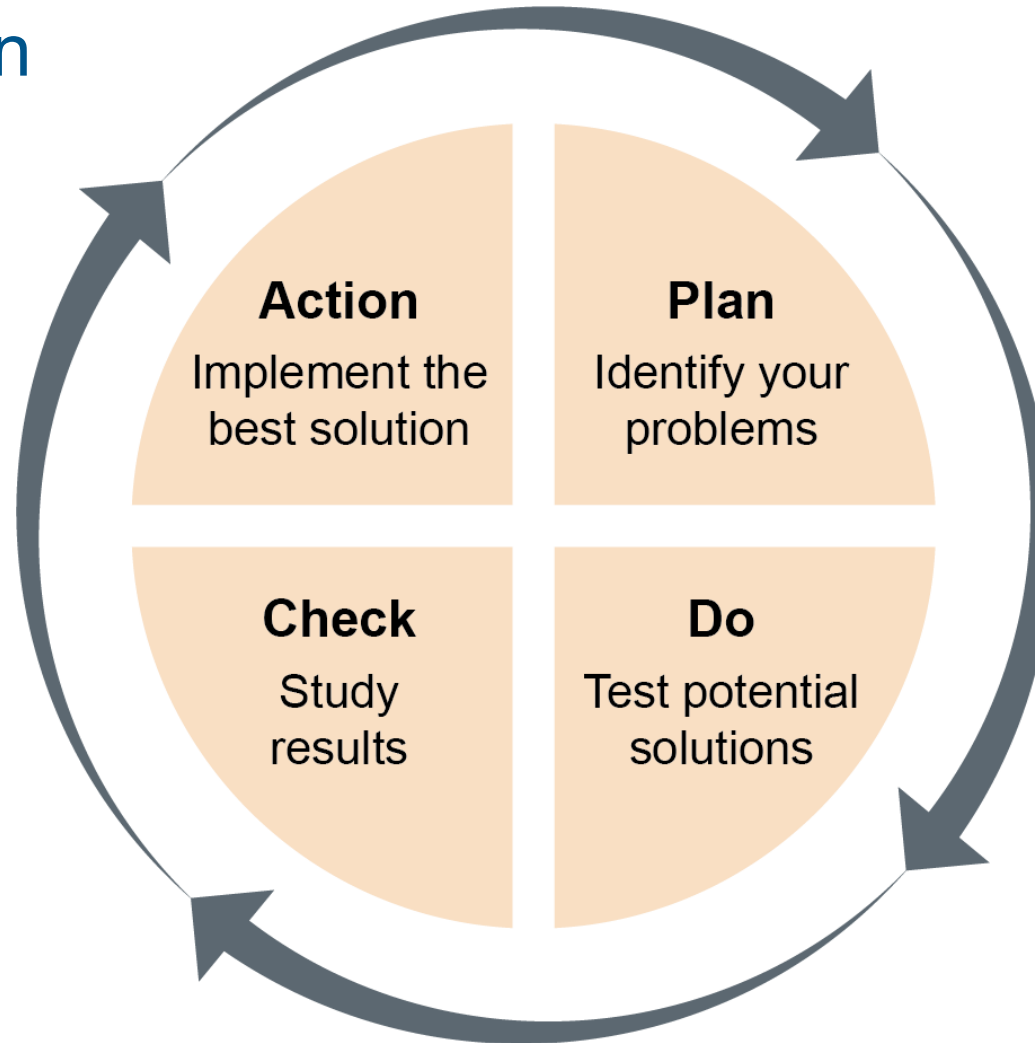 Action
Implement the
best solution
Plan
Identify your
problems
Check
Study
results
Do
Test potential
solutions